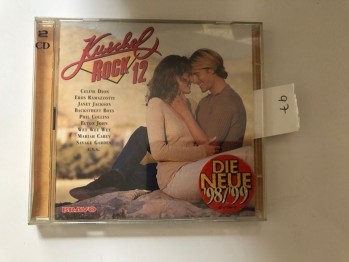 2
CD
Kuschel
ROCK 12
CELINE DION
EROS RAMAZZOTTI
JANET JACKSON
BACKSTREET BOYS
PHIL COLLINS
ELTON JOHN
WET WET WET
MARIAH CAREY
SAVAGE GARDEN
BRAVO
DIE
NEUE
'98/'99